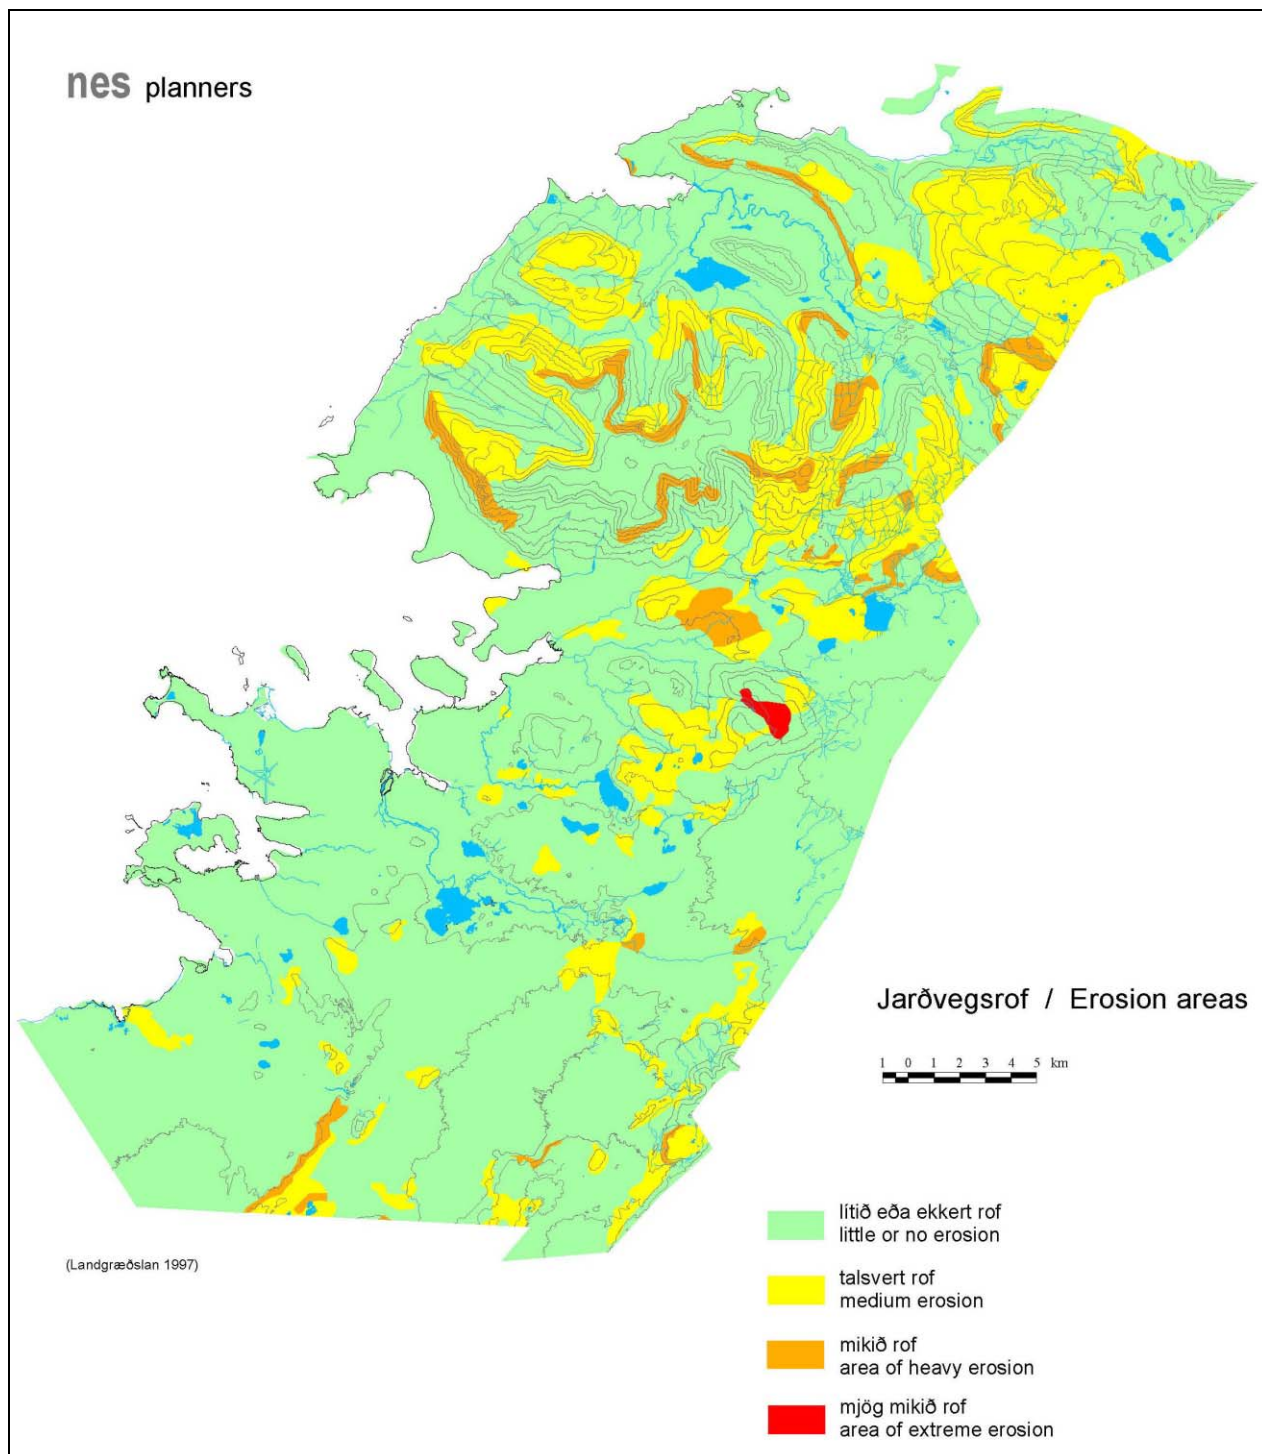 nes planners
Jarðvegsrof / Erosion areas
1 0 1 2 3 4 5 km
lítið eða ekkert rof
little or no erosion
(Landgræðslan 1997)
talsvert rof
medium erosion
mikið rof
area of heavy erosion
mjög mikið rof
area of extreme erosion